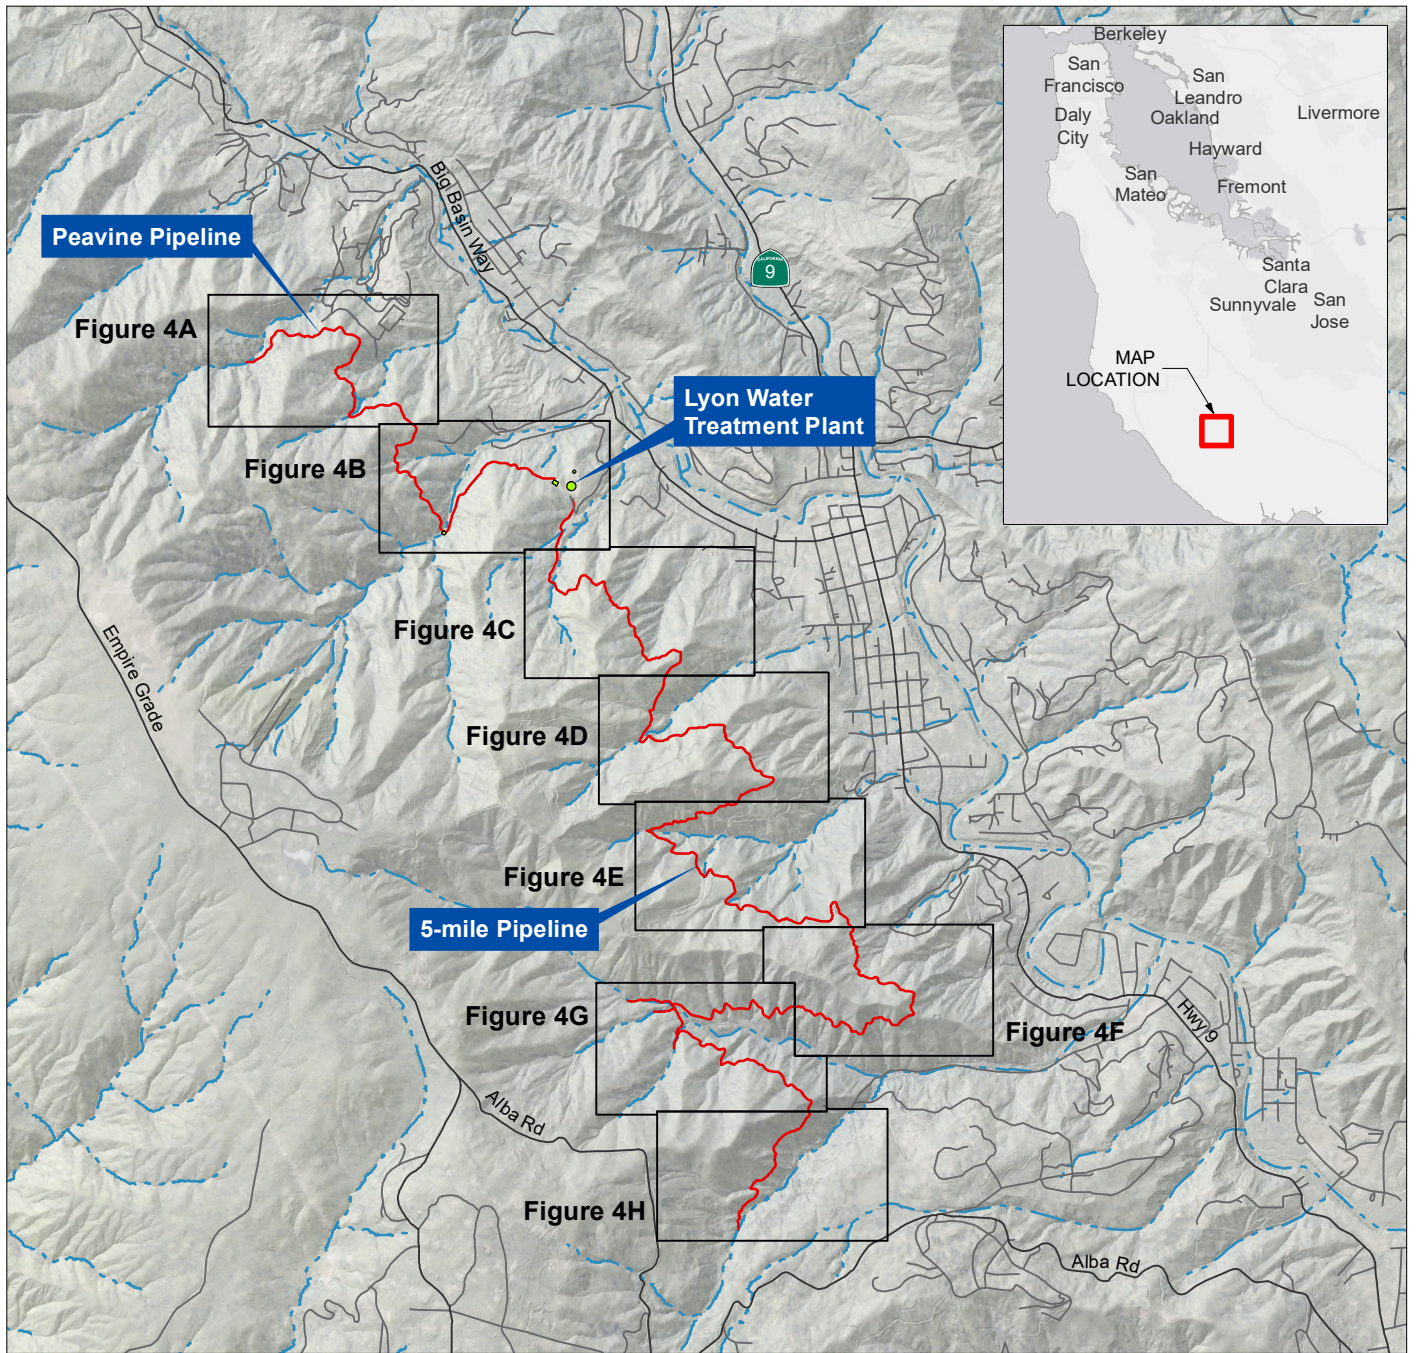 Berkeley
San
Francisco
San
Leandro
Oakland
Livermore
Daly
City
Hayward
San
Mateo
Fremont
Santa
Clara
Sunnyvale
San
Jose
MAP
LOCATION
Big Basin Way
Peavine Pipeline
CALIFORNIA
9
Figure 4A
Lyon Water
Treatment Plant
Figure 4B
Figure 4C
Empire Grade
Figure 4D
Figure 4E
5-mile Pipeline
Figure 4G
Figure 4F
Hwy 9
Alba Rd
Figure 4H
Alba Rd